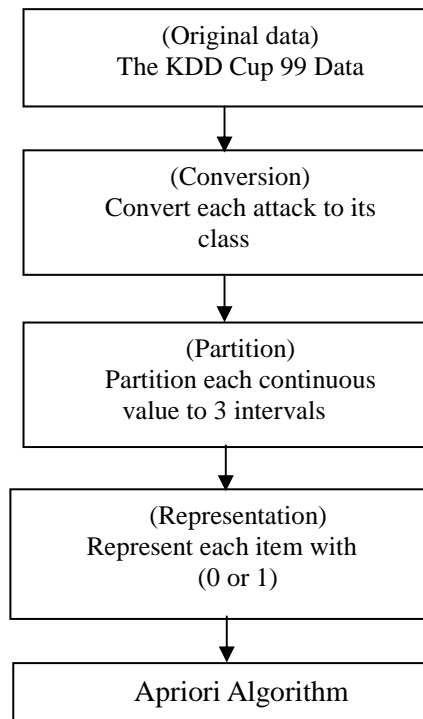 (Original data)
The KDD Cup 99 Data
(Conversion)
Convert each attack to its
class
(Partition)
Partition each continuous
value to 3 intervals
(Representation)
Represent each item with
(0 or 1)
Apriori Algorithm